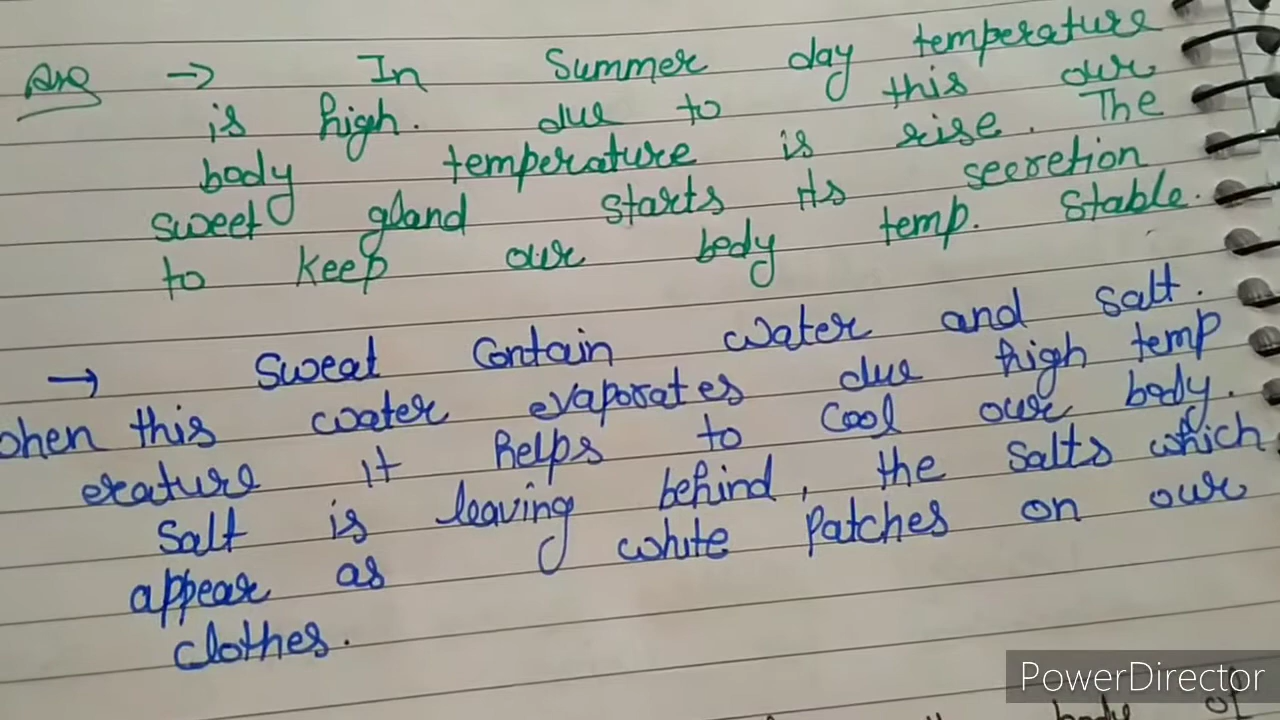 Ans → In Summer day temperature
is high. due to this our
body temperature is rise. The
sweet gland starts its secretion
to keep our body temp. stable.
→ Sweat Contain water and salt.
when this water evaporates due high temp
erature it helps to cool our body.
Salt is leaving behind, the salts which
appear as white patches on our
clothes.
body of
PowerDirector